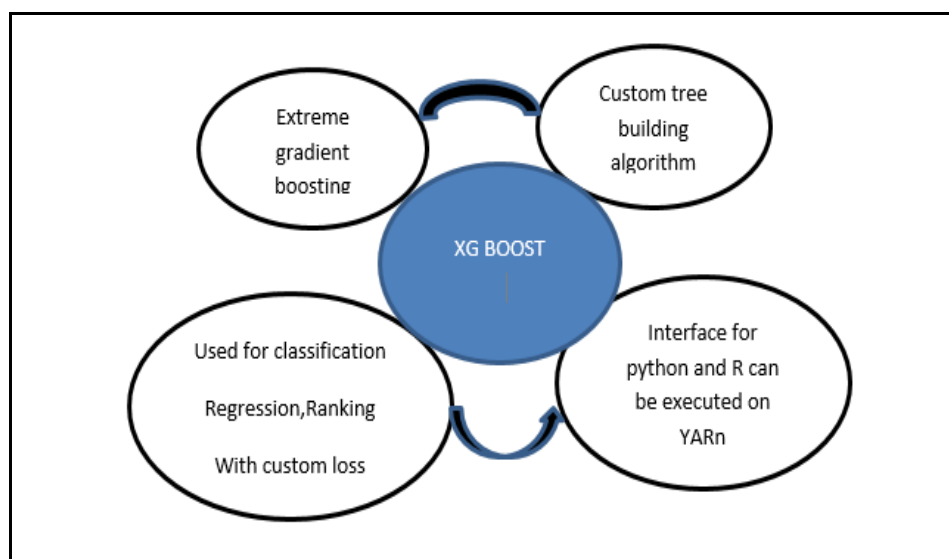 Extreme
gradient
boosting
Custom tree
building
algorithm
XG BOOST
Used for classification
Regression,Ranking
With custom loss
Interface for
python and R can
be executed on
YARn